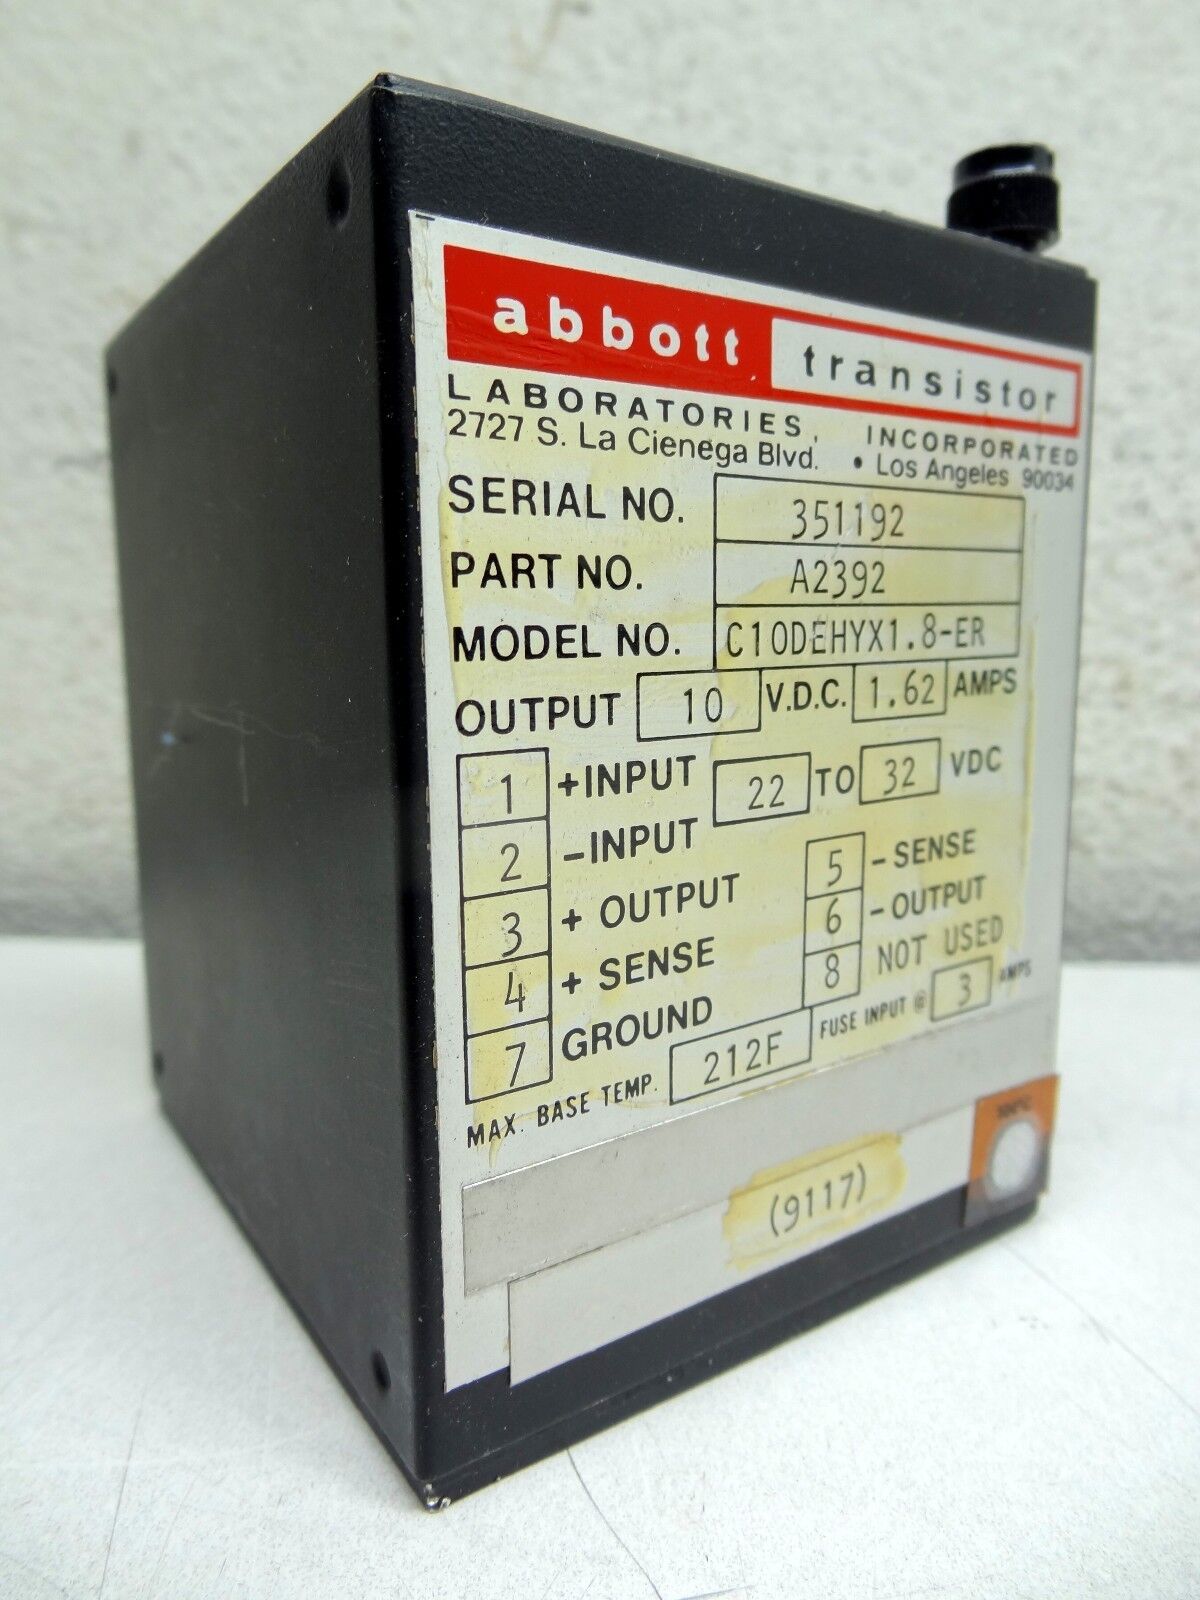 abbott transistor
LABORATORIES, INCORPORATED
2727 S. La Cienega Blvd. • Los Angeles 90034
SERIAL NO. 351192
PART NO. A2392
MODEL NO. C10DEHYX1.8-ER
OUTPUT 10 V.D.C. 1.62 AMPS
1 +INPUT 22 TO 32 VDC
2 -INPUT
3 + OUTPUT
4 + SENSE
7 GROUND
5 - SENSE
6 - OUTPUT
8 NOT USED
MAX. BASE TEMP. 212F FUSE INPUT @ 3 AMPS
(9117)